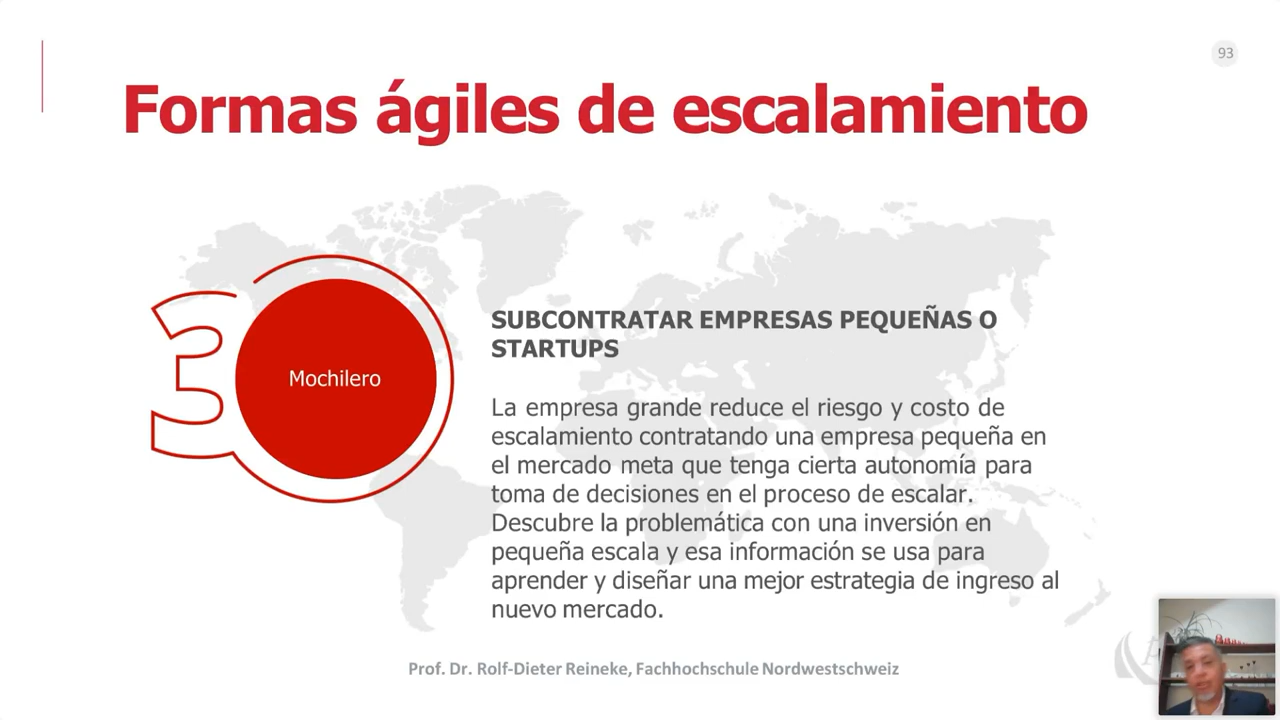 93
Formas ágiles de escalamiento
3
Mochilero
SUBCONTRATAR EMPRESAS PEQUEÑAS O
STARTUPS
La empresa grande reduce el riesgo y costo de
escalamiento contratando una empresa pequeña en
el mercado meta que tenga cierta autonomía para
toma de decisiones en el proceso de escalar.
Descubre la problemática con una inversión en
pequeña escala y esa información se usa para
aprender y diseñar una mejor estrategia de ingreso al
nuevo mercado.
Prof. Dr. Rolf-Dieter Reineke, Fachhochschule Nordwestschweiz